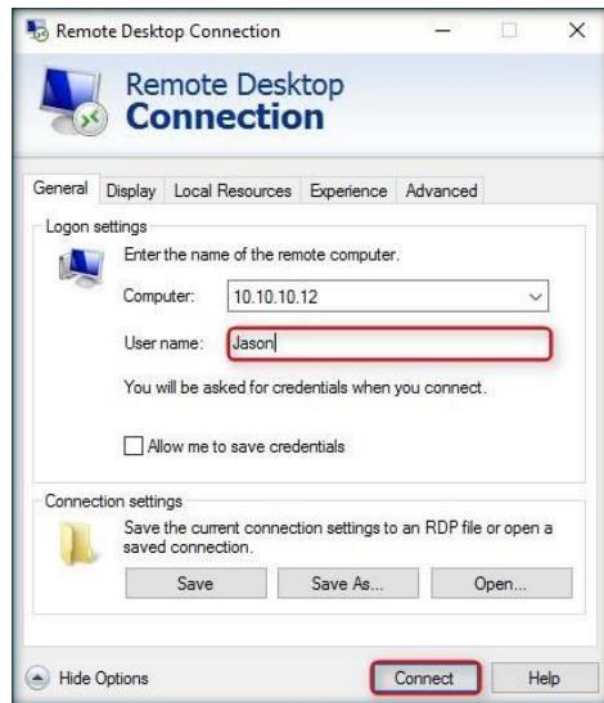 Remote Desktop Connection
Remote Desktop
Connection
General Display Local Resources Experience Advanced
Logon settings
Enter the name of the remote computer.
Computer: 10.10.10.12
User name: Jason
You will be asked for credentials when you connect.
Allow me to save credentials
Connection settings
Save the current connection settings to an RDP file or open a
saved connection.
Save Save As... Open...
Hide Options Connect Help